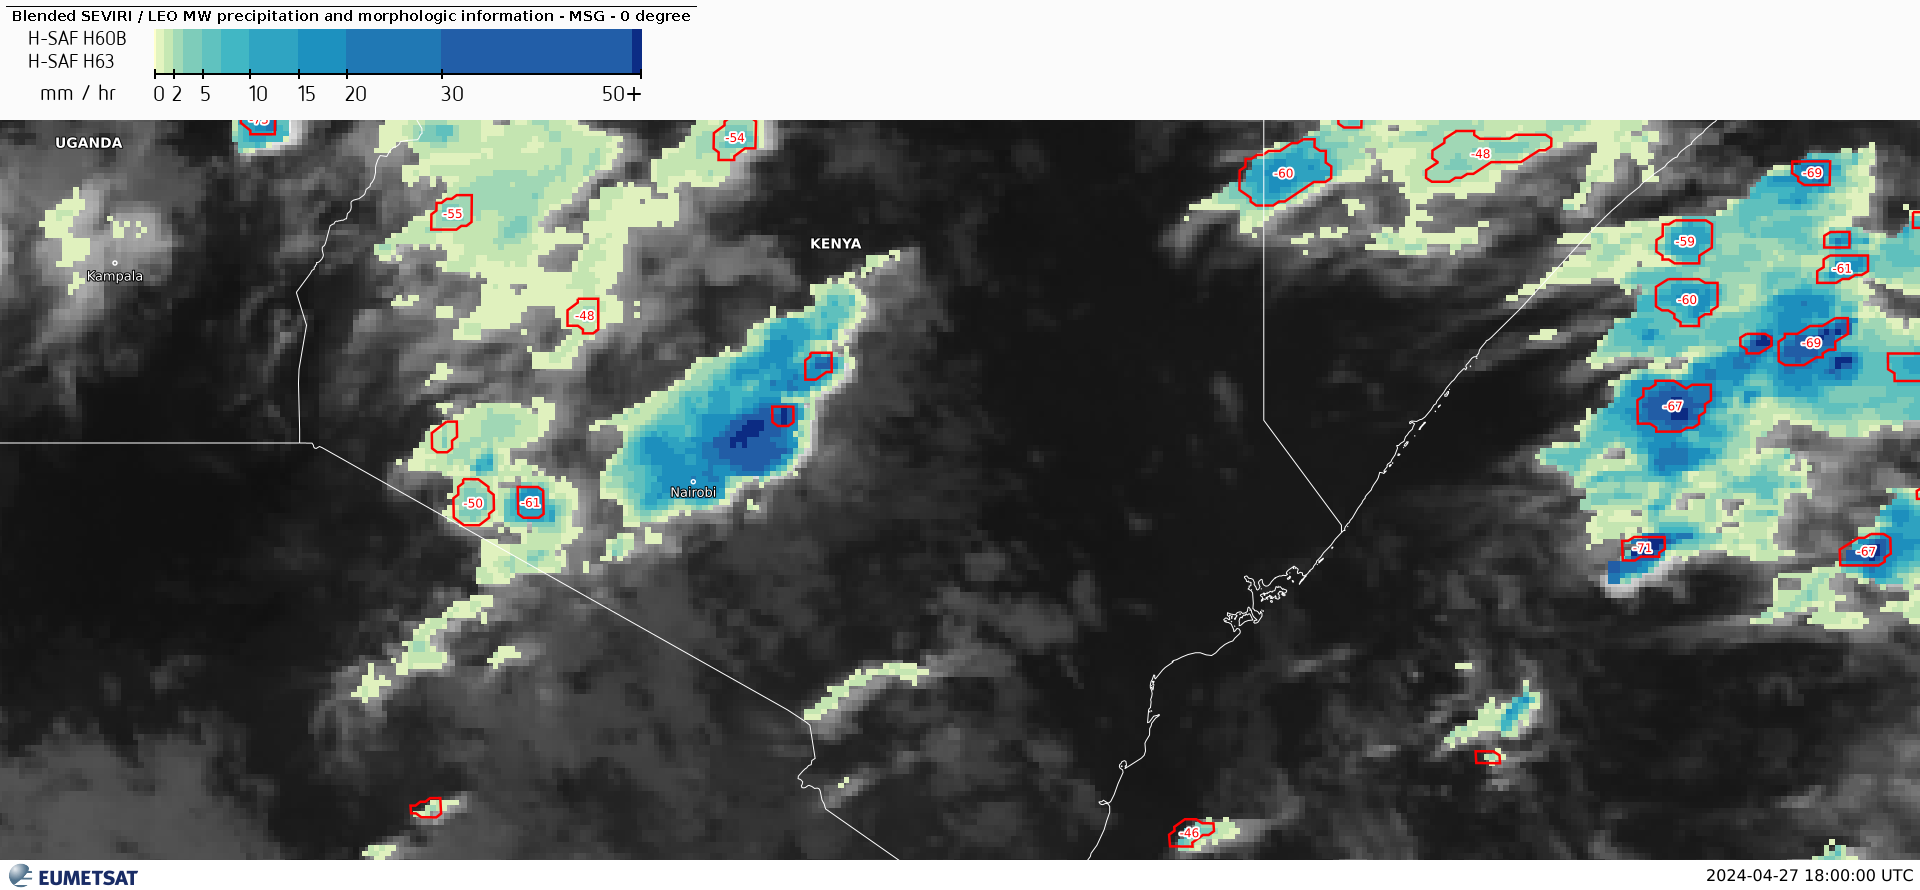 Blended SEVIRI / LEO MW precipitation and morphologic information - MSG - 0 degree
H-SAF H60B
H-SAF H63
mm / hr 0 2 5 10 15 20 30 50+
-73
-54
UGANDA
-60
-48
-69
-55
-59
KENYA
-61
Kampala
-60
-48
-69
-67
Nairobi
-50
-61
-71
-67
-46
EUMETSAT
2024-04-27 18:00:00 UTC